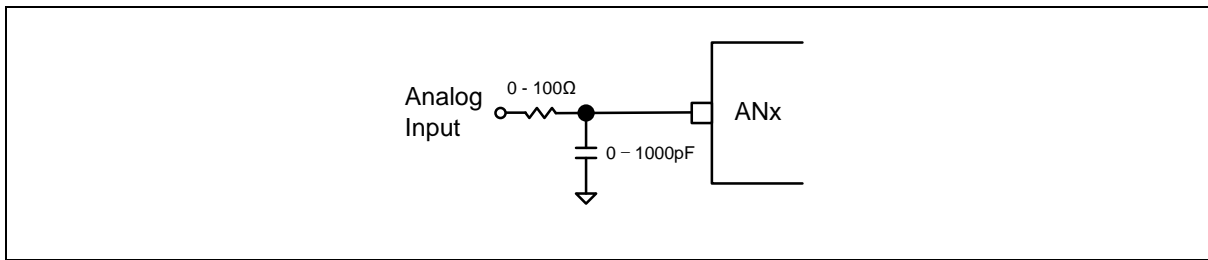 0 - 100Ω
Analog
Input
ANx
0 – 1000pF